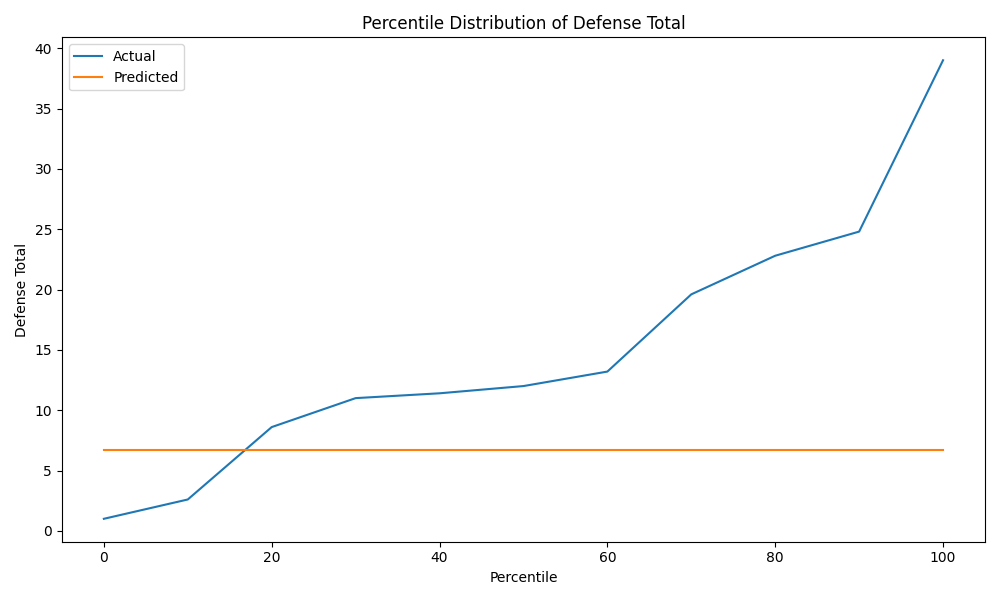 Percentile Distribution of Defense Total
Actual
Predicted
Defense Total
40
35
30
25
20
15
10
5
0
0 20 40 60 80 100
Percentile